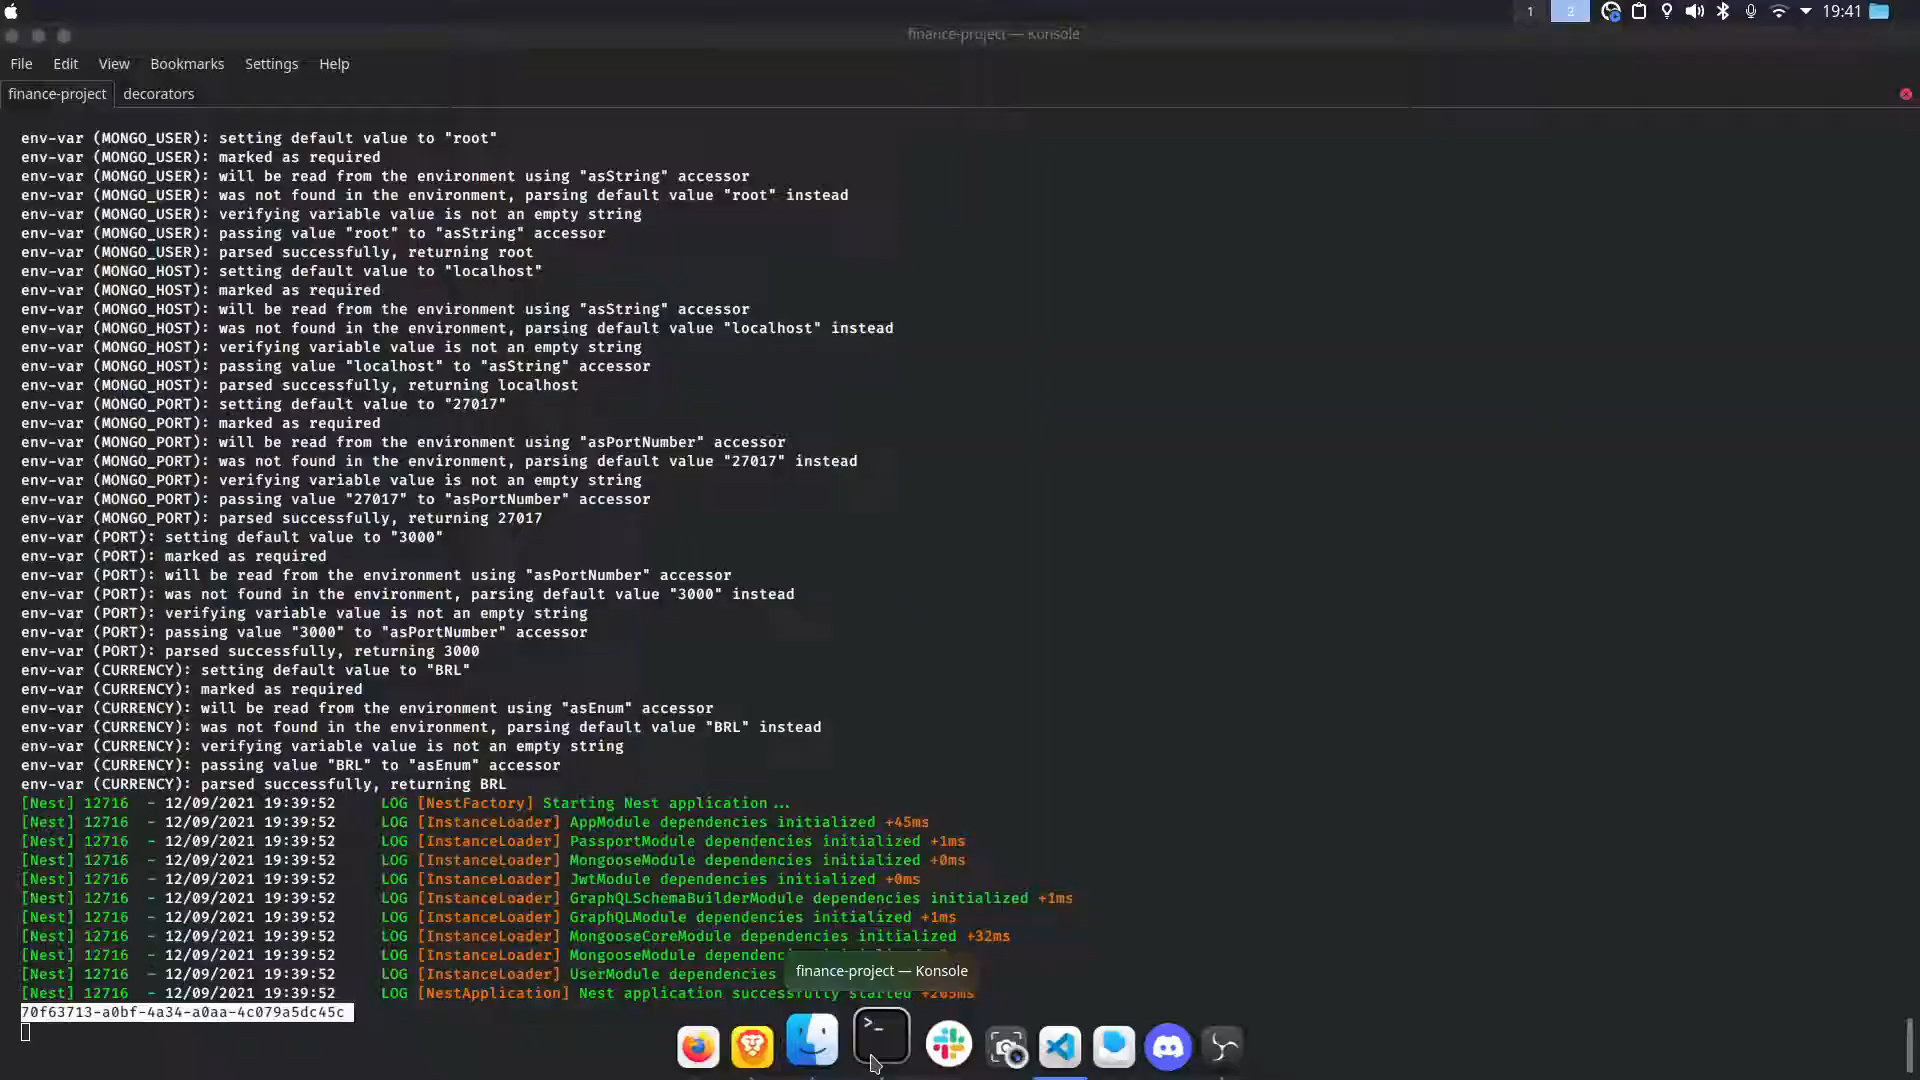 1
2
19:41
finance-project — Konsole
File Edit View Bookmarks Settings Help
finance-project decorators
env-var (MONGO_USER): setting default value to "root"
env-var (MONGO_USER): marked as required
env-var (MONGO_USER): will be read from the environment using "asString" accessor
env-var (MONGO_USER): was not found in the environment, parsing default value "root" instead
env-var (MONGO_USER): verifying variable value is not an empty string
env-var (MONGO_USER): passing value "root" to "asString" accessor
env-var (MONGO_USER): parsed successfully, returning root
env-var (MONGO_HOST): setting default value to "localhost"
env-var (MONGO_HOST): marked as required
env-var (MONGO_HOST): will be read from the environment using "asString" accessor
env-var (MONGO_HOST): was not found in the environment, parsing default value "localhost" instead
env-var (MONGO_HOST): verifying variable value is not an empty string
env-var (MONGO_HOST): passing value "localhost" to "asString" accessor
env-var (MONGO_HOST): parsed successfully, returning localhost
env-var (MONGO_PORT): setting default value to "27017"
env-var (MONGO_PORT): marked as required
env-var (MONGO_PORT): will be read from the environment using "asPortNumber" accessor
env-var (MONGO_PORT): was not found in the environment, parsing default value "27017" instead
env-var (MONGO_PORT): verifying variable value is not an empty string
env-var (MONGO_PORT): passing value "27017" to "asPortNumber" accessor
env-var (MONGO_PORT): parsed successfully, returning 27017
env-var (PORT): setting default value to "3000"
env-var (PORT): marked as required
env-var (PORT): will be read from the environment using "asPortNumber" accessor
env-var (PORT): was not found in the environment, parsing default value "3000" instead
env-var (PORT): verifying variable value is not an empty string
env-var (PORT): passing value "3000" to "asPortNumber" accessor
env-var (PORT): parsed successfully, returning 3000
env-var (CURRENCY): setting default value to "BRL"
env-var (CURRENCY): marked as required
env-var (CURRENCY): will be read from the environment using "asEnum" accessor
env-var (CURRENCY): was not found in the environment, parsing default value "BRL" instead
env-var (CURRENCY): verifying variable value is not an empty string
env-var (CURRENCY): passing value "BRL" to "asEnum" accessor
env-var (CURRENCY): parsed successfully, returning BRL
[Nest] 12716 - 12/09/2021 19:39:52 LOG [NestFactory] Starting Nest application...
[Nest] 12716 - 12/09/2021 19:39:52 LOG [InstanceLoader] AppModule dependencies initialized +45ms
[Nest] 12716 - 12/09/2021 19:39:52 LOG [InstanceLoader] PassportModule dependencies initialized +1ms
[Nest] 12716 - 12/09/2021 19:39:52 LOG [InstanceLoader] MongooseModule dependencies initialized +0ms
[Nest] 12716 - 12/09/2021 19:39:52 LOG [InstanceLoader] JwtModule dependencies initialized +0ms
[Nest] 12716 - 12/09/2021 19:39:52 LOG [InstanceLoader] GraphQLSchemaBuilderModule dependencies initialized +1ms
[Nest] 12716 - 12/09/2021 19:39:52 LOG [InstanceLoader] GraphQLModule dependencies initialized +1ms
[Nest] 12716 - 12/09/2021 19:39:52 LOG [InstanceLoader] MongooseCoreModule dependencies initialized +32ms
[Nest] 12716 - 12/09/2021 19:39:52 LOG [InstanceLoader] MongooseModule dependenc
[Nest] 12716 - 12/09/2021 19:39:52 LOG [InstanceLoader] UserModule dependencies
finance-project — Konsole
[Nest] 12716 - 12/09/2021 19:39:52 LOG [NestApplication] Nest application successfully started +205ms
70f63713-a0bf-4a34-a0aa-4c079a5dc45c